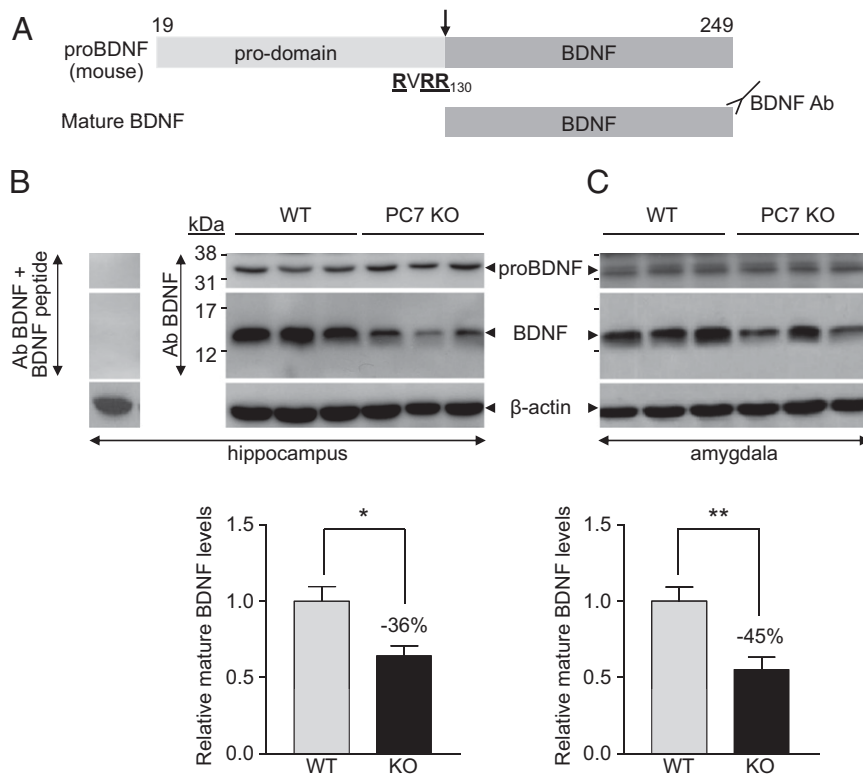 A
19
249
proBDNF
(mouse)
pro-domain
BDNF
RVRR130
Mature BDNF
BDNF
BDNF Ab
B
C
kDa
WT
PC7 KO
WT
PC7 KO
Ab BDNF +
BDNF peptide
Ab BDNF
38
31
17
12
proBDNF
BDNF
β-actin
hippocampus
amygdala
Relative mature BDNF levels
1.5
1.0
0.5
0.0
*
-36%
WT
KO
Relative mature BDNF levels
1.5
1.0
0.5
0.0
**
-45%
WT
KO